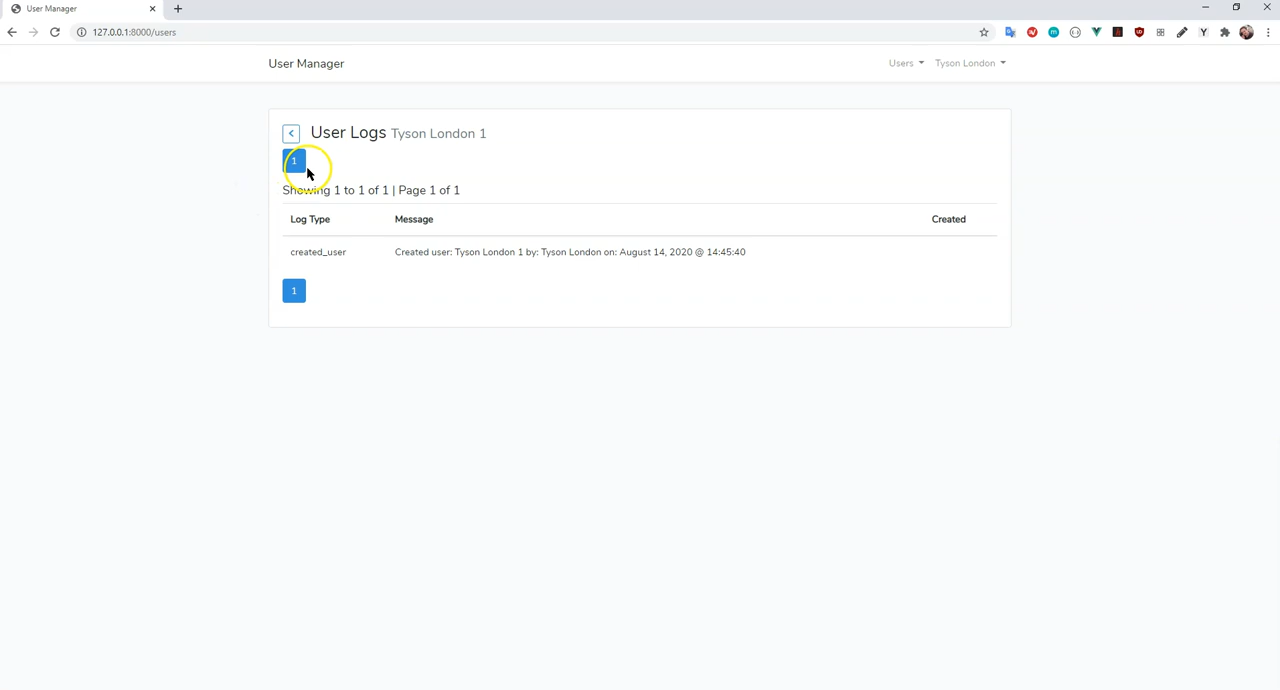 User Manager
127.0.0.1:8000/users
User Manager
Users
Tyson London
User Logs Tyson London 1
1
Showing 1 to 1 of 1 | Page 1 of 1
Log Type Message Created
created_user Created user: Tyson London 1 by: Tyson London on: August 14, 2020 @ 14:45:40
1